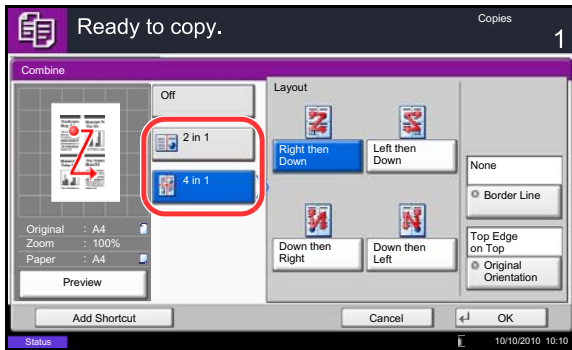 Ready to copy.
Copies
1
Combine
Off
2 in 1
4 in 1
Original : A4
Zoom : 100%
Paper : A4
Preview
Layout
Right then
Down
Left then
Down
Down then
Right
Down then
Left
None
Border Line
Top Edge
on Top
Original
Orientation
Add Shortcut
Cancel
OK
Status
10/10/2010 10:10